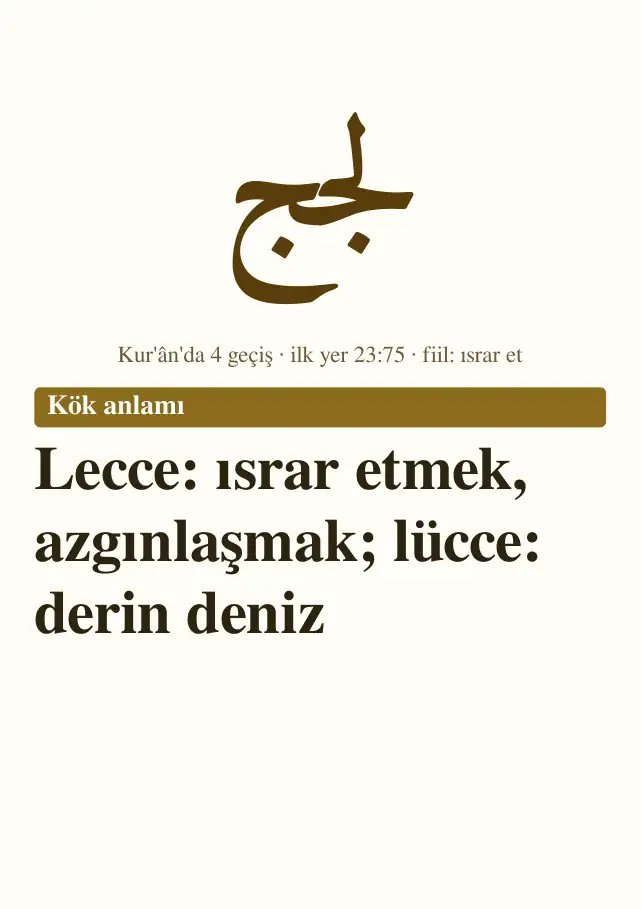 لجج
Kur'ân'da 4 geçiş · ilk yer 23:75 · fiil: ısrar et
Kök anlamı
Lecce: ısrar etmek,
azgınlaşmak; lücce:
derin deniz